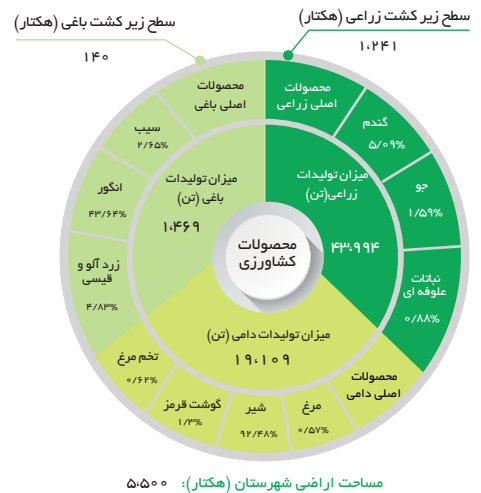 سطح زیر کشت زراعی (هکتار)
۱،۲۴۱
سطح زیر کشت باغی (هکتار)
۱۴۰
محصولات
اصلی زراعی
گندم
۵/۰۹%
جو
۱/۵۹%
نباتات
علوفه ای
۰/۸۸%
میزان تولیدات
زراعی(تن)
۴۳،۹۹۴
محصولات
اصلی باغی
سیب
۲/۶۵%
انگور
۴۳/۶۴%
زرد آلو و
قیسی
۴/۸۳%
میزان تولیدات
باغی (تن)
۱،۴۶۹
محصولات
کشاورزی
میزان تولیدات دامی (تن)
۱۹،۱۰۹
محصولات
اصلی دامی
مرغ
۰/۵۷%
شیر
۹۲/۴۸%
گوشت قرمز
۱/۳%
تخم مرغ
۰/۶۲%
مساحت اراضی شهرستان (هکتار): ۵،۵۰۰